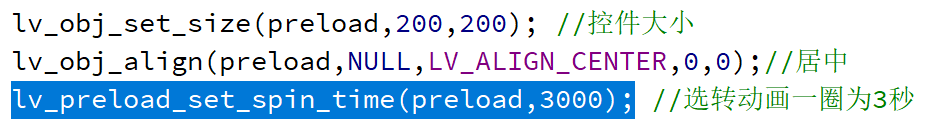 lv_obj_set_size(preload,200,200); //控件大小
lv_obj_align(preload,NULL,LV_ALIGN_CENTER,0,0);//居中
lv_preload_set_spin_time(preload,3000); //选转动画一圈为3秒